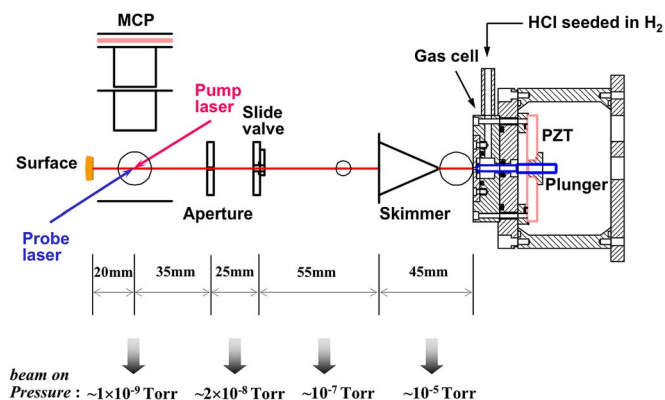 MCP
HCl seeded in H2
Gas cell
Pump
laser
Slide
valve
PZT
Surface
Plunger
Aperture
Skimmer
Probe
laser
20mm 35mm 25mm 55mm 45mm
beam on
Pressure : ~1×10-9 Torr ~2×10-8 Torr ~10-7 Torr ~10-5 Torr